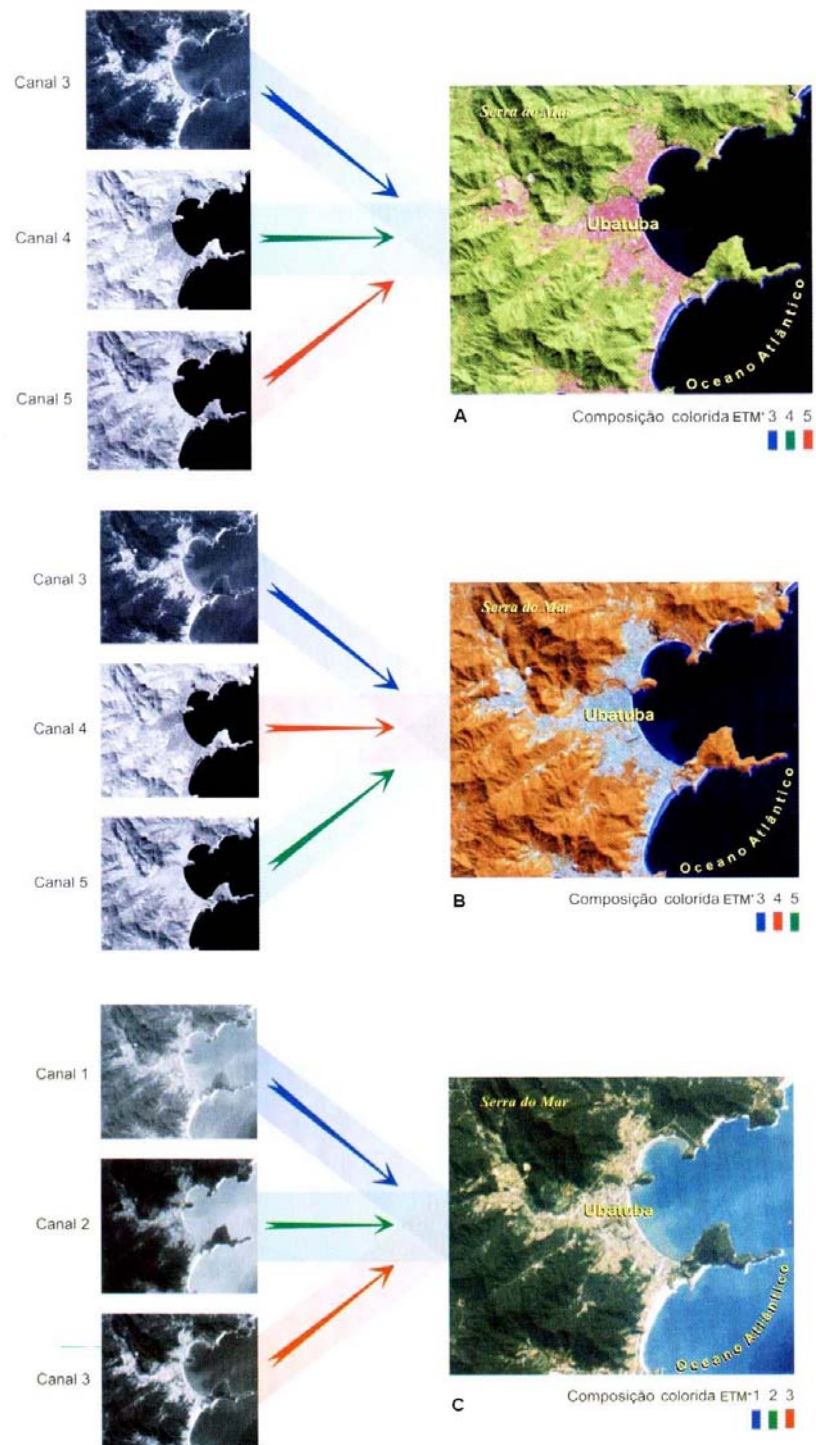 Canal 3
Canal 4
Canal 5
Serra do Mar
Ubatuba
Oceano Atlântico
A
Composição colorida ETM+ 3 4 5
Canal 3
Canal 4
Canal 5
Serra do Mar
Ubatuba
Oceano Atlântico
B
Composição colorida ETM+ 3 4 5
Canal 1
Canal 2
Canal 3
Serra do Mar
Ubatuba
Oceano Atlântico
C
Composição colorida ETM+ 1 2 3